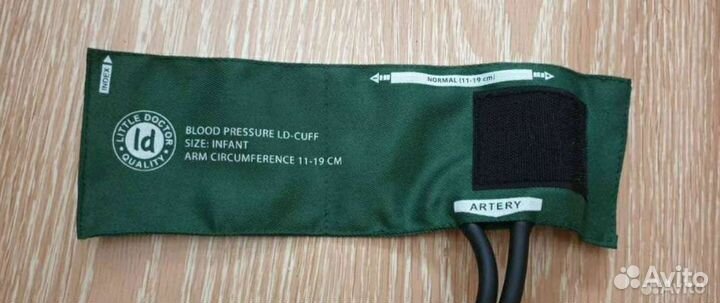 INDEX
NORMAL (11-19 cm)
LITTLE DOCTOR
ld
QUALITY
BLOOD PRESSURE LD-CUFF
SIZE: INFANT
ARM CIRCUMFERENCE 11-19 CM
ARTERY
Avito